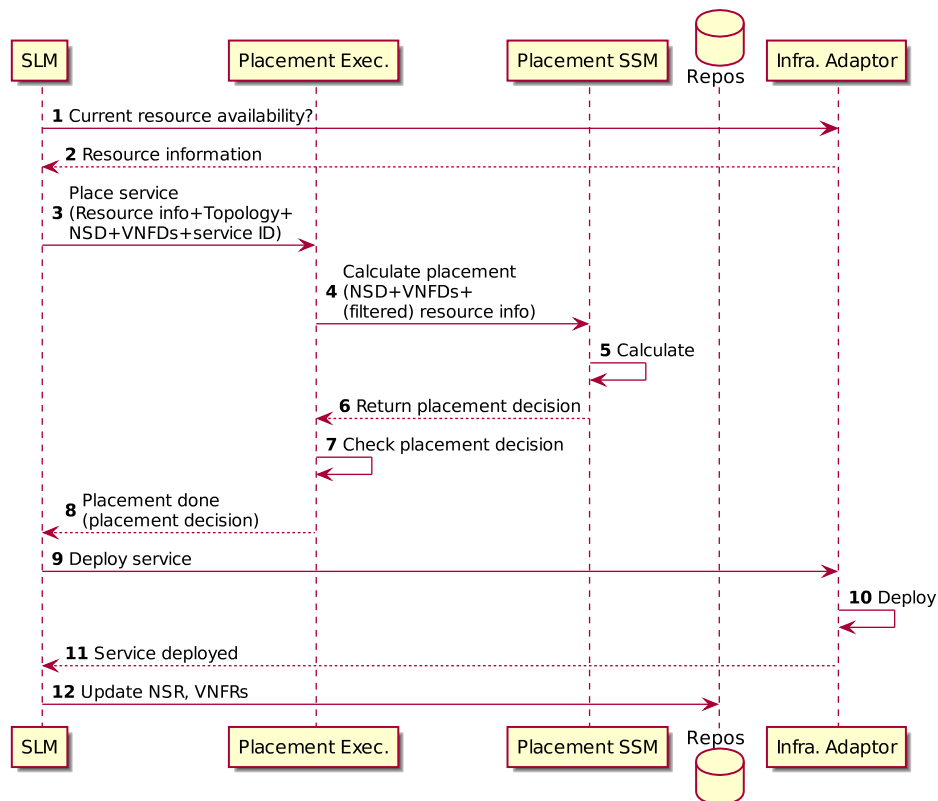 SLM
Placement Exec.
Placement SSM
Repos
Infra. Adaptor
1 Current resource availability?
2 Resource information
Place service
3 (Resource info+Topology+
NSD+VNFDs+service ID)
Calculate placement
4 (NSD+VNFDs+
(filtered) resource info)
5 Calculate
6 Return placement decision
7 Check placement decision
8 Placement done
(placement decision)
9 Deploy service
10 Deploy
11 Service deployed
12 Update NSR, VNFRs
SLM
Placement Exec.
Placement SSM
Repos
Infra. Adaptor